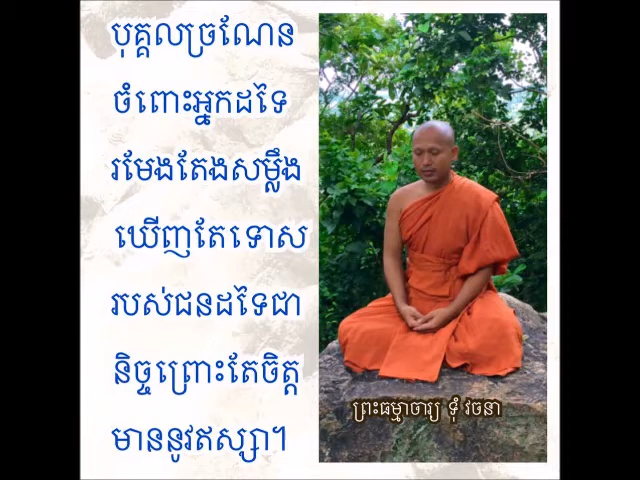 បុគ្គលច្រណែន
ចំពោះអ្នកដទៃ
រមែងតែងសម្លឹង
ឃើញតែទោស
របស់ជនដទៃជា
និច្ចព្រោះតែចិត្ត
មាននូវឥស្សា។
ព្រះធម្មាចារ្យ ទុំ វចនា